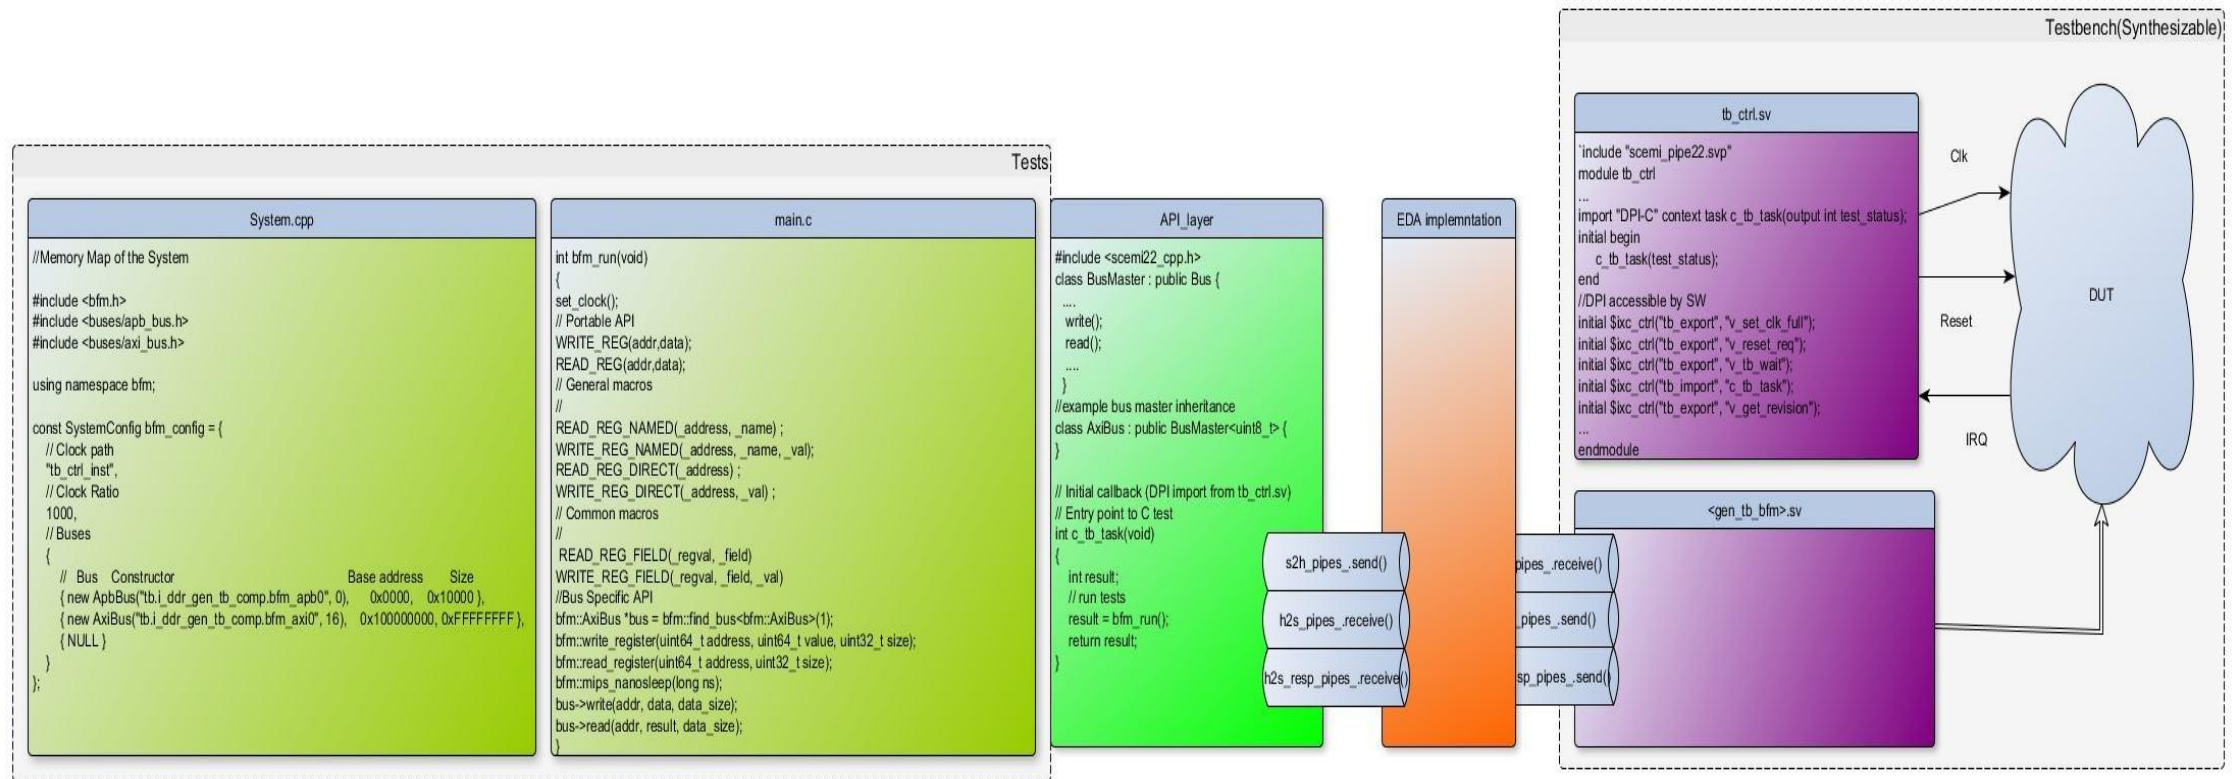 Tests
System.cpp
//Memory Map of the System
#include <bfm.h>
#include <buses/apb_bus.h>
#include <buses/axi_bus.h>
using namespace bfm;
const SystemConfig bfm_config = {
// Clock path
"tb_ctrl_inst",
// Clock Ratio
1000,
// Buses
{
// Bus Constructor Base address Size
{ new ApbBus("tb.i_ddr_gen_tb_comp.bfm_apb0", 0), 0x0000, 0x10000 },
{ new AxiBus("tb.i_ddr_gen_tb_comp.bfm_axi0", 16), 0x100000000, 0xFFFFFFFF },
{ NULL }
}
};
main.c
int bfm_run(void)
{
set_clock();
// Portable API
WRITE_REG(addr,data);
READ_REG(addr,data);
// General macros
//
READ_REG_NAMED(_address, _name) ;
WRITE_REG_NAMED(_address, _name, _val);
READ_REG_DIRECT(_address) ;
WRITE_REG_DIRECT(_address, _val) ;
// Common macros
//
READ_REG_FIELD(_regval, _field)
WRITE_REG_FIELD(_regval, _field, _val)
//Bus Specific API
bfm::AxiBus *bus = bfm::find_bus<bfm::AxiBus>(1);
bfm::write_register(uint64_t address, uint64_t value, uint32_t size);
bfm::read_register(uint64_t address, uint32_t size);
bfm::mips_nanosleep(long ns);
bus->write(addr, data, data_size);
bus->read(addr, result, data_size);
}
API_layer
#include <scemi22_cpp.h>
class BusMaster : public Bus {
....
write();
read();
....
}
//example bus master inheritance
class AxiBus : public BusMaster<uint8_t> {
}
// Initial callback (DPI import from tb_ctrl.sv)
// Entry point to C test
int c_tb_task(void)
{
int result;
// run tests
result = bfm_run();
return result;
}
s2h_pipes_.send()
h2s_pipes_.receive()
h2s_resp_pipes_.receive()
EDA implemntation
pipes_.receive()
_pipes_.send()
sp_pipes_.send()
Testbench(Synthesizable)
tb_ctrl.sv
`include "scemi_pipe22.svp"
module tb_ctrl
...
import "DPI-C" context task c_tb_task(output int test_status);
initial begin
c_tb_task(test_status);
end
//DPI accessible by SW
initial $ixc_ctrl("tb_export", "v_set_clk_full");
initial $ixc_ctrl("tb_export", "v_reset_req");
initial $ixc_ctrl("tb_export", "v_tb_wait");
initial $ixc_ctrl("tb_import", "c_tb_task");
initial $ixc_ctrl("tb_export", "v_get_revision");
...
endmodule
<gen_tb_bfm>.sv
Clk
Reset
IRQ
DUT